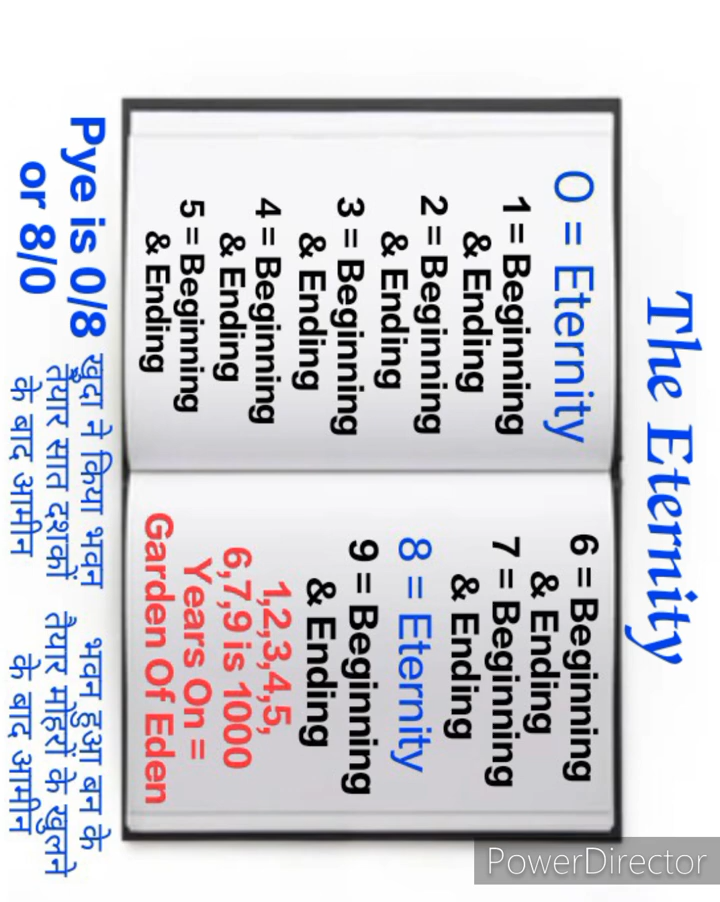 The Eternity
0 = Eternity
1 = Beginning
& Ending
2 = Beginning
& Ending
3 = Beginning
& Ending
4 = Beginning
& Ending
5 = Beginning
& Ending
6 = Beginning
& Ending
7 = Beginning
& Ending
8 = Eternity
9 = Beginning
& Ending
1,2,3,4,5,
6,7,9 is 1000
Years On =
Garden Of Eden
Pye is 0/8
or 8/0
खुदा ने किया भवन
तैयार सात दशकों
के बाद आमीन
भवन हुआ बन के
तैयार मोहरों के खुलने
के बाद आमीन
PowerDirector